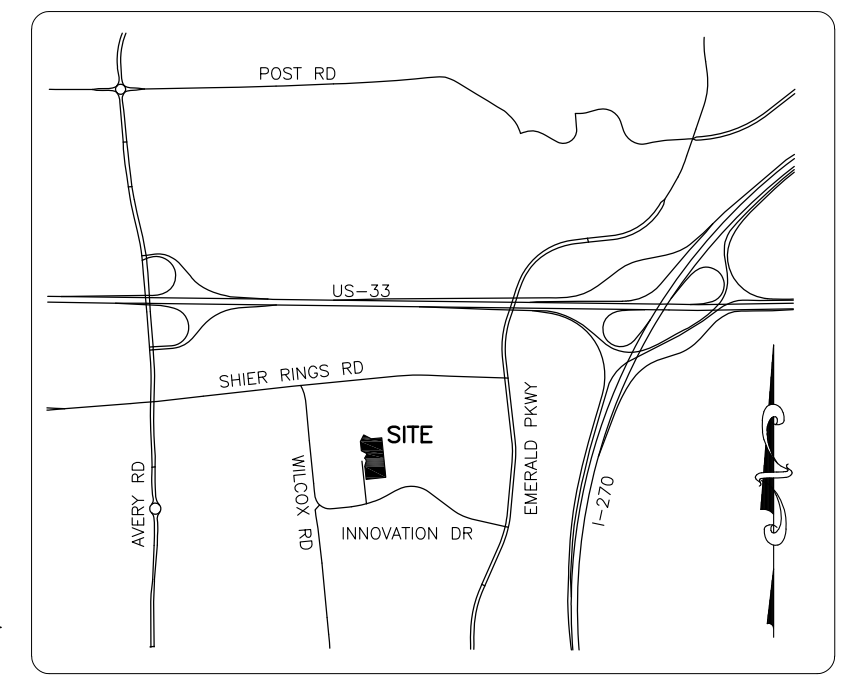 POST RD
US-33
SHIER RINGS RD
SITE
EMERALD PKWY
AVERY RD
WILCOX RD
I-270
INNOVATION DR